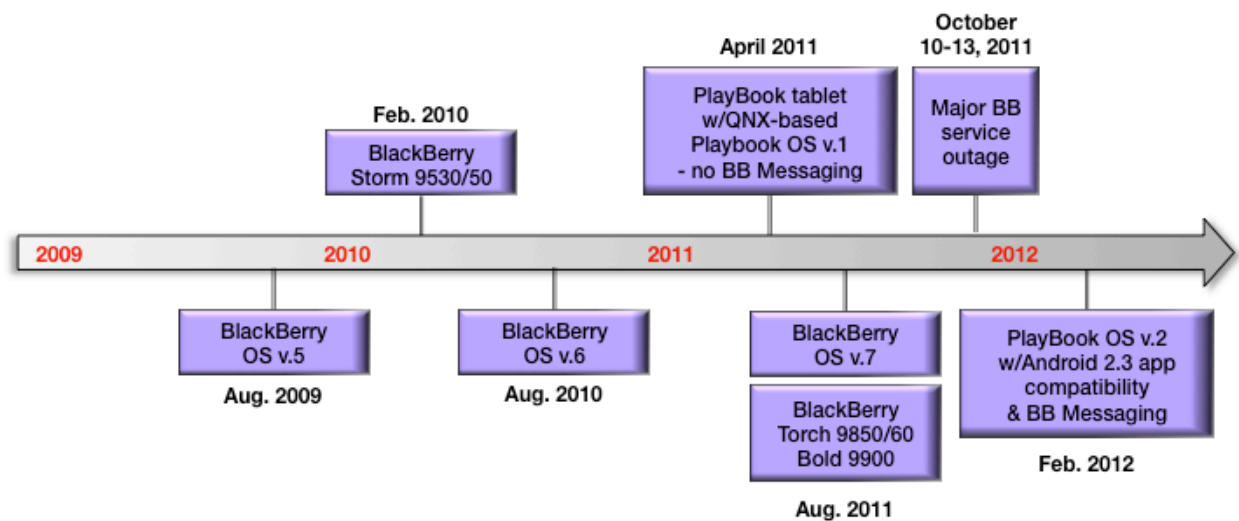 October
10-13, 2011
April 2011
PlayBook tablet
w/QNX-based
Playbook OS v.1
- no BB Messaging
Major BB
service
outage
Feb. 2010
BlackBerry
Storm 9530/50
2009
2010
2011
2012
BlackBerry
OS v.5
Aug. 2009
BlackBerry
OS v.6
Aug. 2010
BlackBerry
OS v.7
BlackBerry
Torch 9850/60
Bold 9900
Aug. 2011
PlayBook OS v.2
w/Android 2.3 app
compatibility
& BB Messaging
Feb. 2012